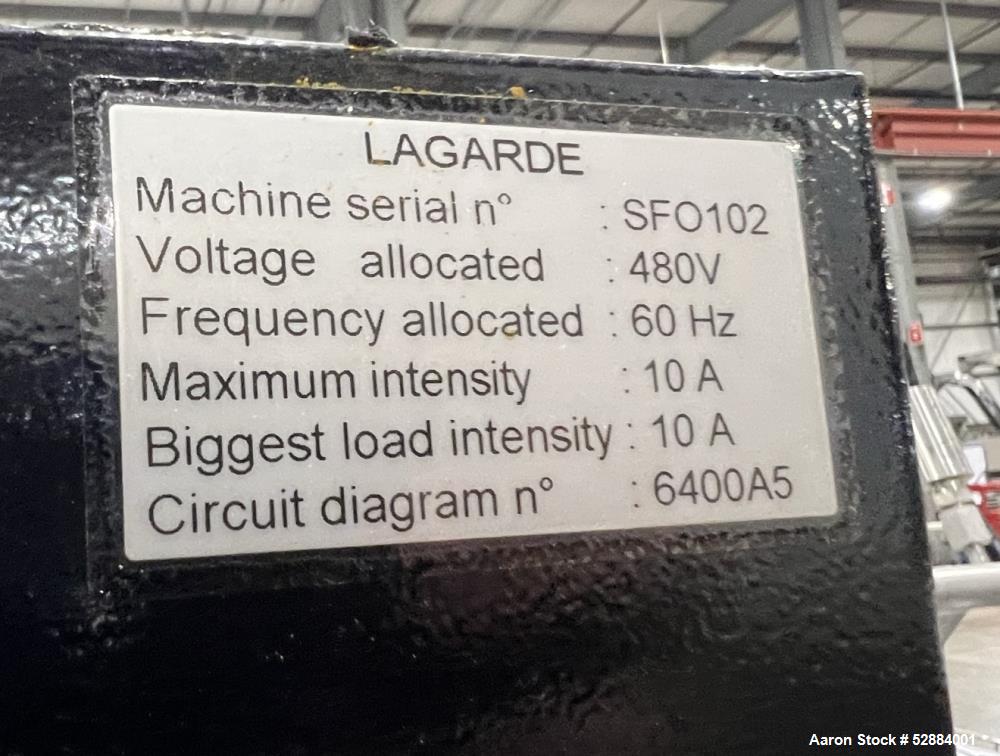 LAGARDE
Machine serial n° : SFO102
Voltage allocated : 480V
Frequency allocated : 60 Hz
Maximum intensity : 10 A
Biggest load intensity : 10 A
Circuit diagram n° : 6400A5
Aaron Stock # 52884001